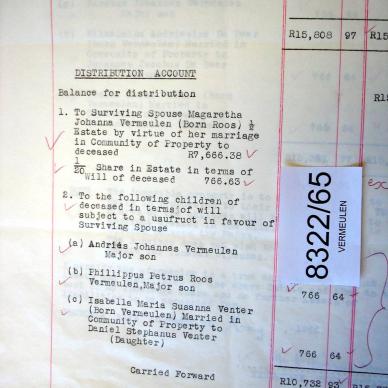 R15,808 97 R15
DISTRIBUTION ACCOUNT
Balance for distribution
1. To Surviving Spouse Magaretha
Johanna Vermeulen (Born Roos) ½
Estate by virtue of her marriage
in Community of Property to
deceased R7,666.38
1/20 Share in Estate in terms of
Will of deceased 766.63
2. To the following children of
deceased in terms of will
subject to a usufruct in favour of
Surviving Spouse
(a) Andriés Johannes Vermeulen
Major son
(b) Phillippus Petrus Roos
Vermeulen, Major son
766 64
(c) Isabella Maria Susanna Venter
(Born Vermeulen) Married in
Community of Property to
Daniel Stephanus Venter
(Daughter)
766 64
Carried Forward
R10,738 93
8322/65
VERMEULEN